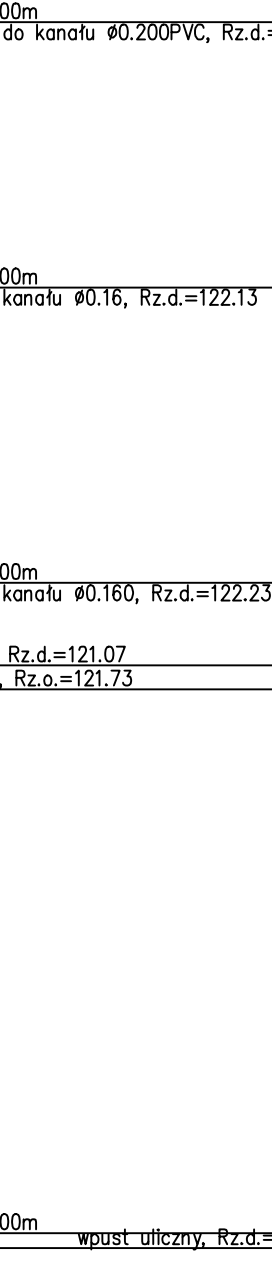 00m
do kanału ø0.200PVC, Rz.d.=
00m
kanału ø0.16, Rz.d.=122.13
00m
kanału ø0.160, Rz.d.=122.23
Rz.d.=121.07
, Rz.o.=121.73
00m
wpust uliczny, Rz.d.=